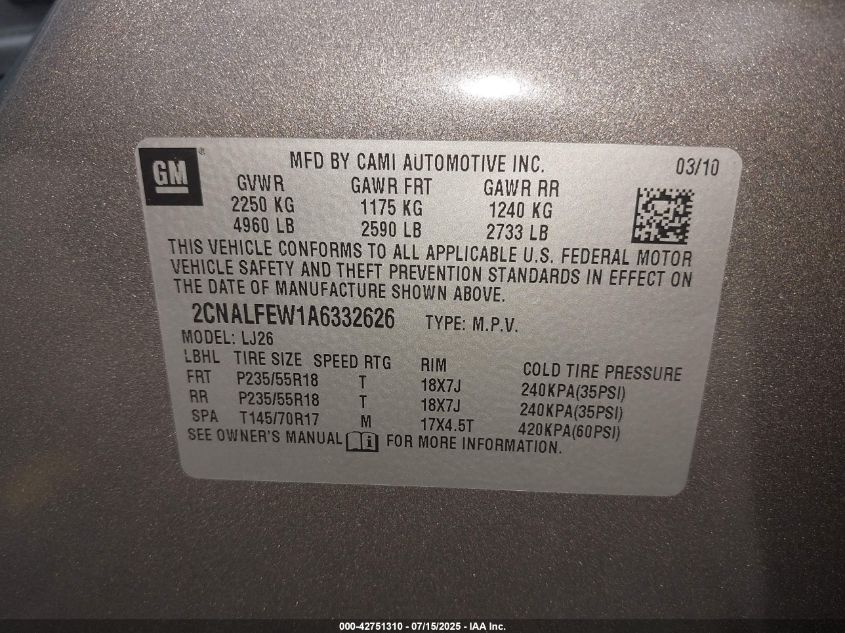 GM ®
MFD BY CAMI AUTOMOTIVE INC. 03/10
GVWR GAWR FRT GAWR RR
2250 KG 1175 KG 1240 KG
4960 LB 2590 LB 2733 LB
THIS VEHICLE CONFORMS TO ALL APPLICABLE U.S. FEDERAL MOTOR
VEHICLE SAFETY AND THEFT PREVENTION STANDARDS IN EFFECT ON
THE DATE OF MANUFACTURE SHOWN ABOVE.
2CNALFEW1A6332626 TYPE: M.P.V.
MODEL: LJ26
LBHL TIRE SIZE SPEED RTG RIM COLD TIRE PRESSURE
FRT P235/55R18 T 18X7J 240KPA(35PSI)
RR P235/55R18 T 18X7J 240KPA(35PSI)
SPA T145/70R17 M 17X4.5T 420KPA(60PSI)
SEE OWNER'S MANUAL i FOR MORE INFORMATION.
000-42751310 - 07/15/2025 - IAA Inc.